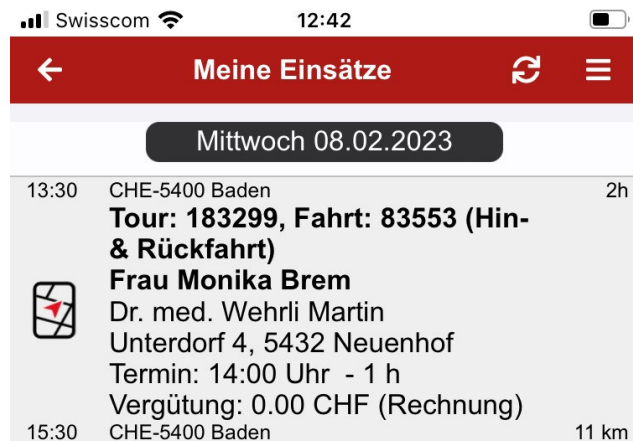 Swisscom 12:42
Meine Einsätze
Mittwoch 08.02.2023
13:30 CHE-5400 Baden 2h
Tour: 183299, Fahrt: 83553 (Hin-
& Rückfahrt)
Frau Monika Brem
Dr. med. Wehrli Martin
Unterdorf 4, 5432 Neuenhof
Termin: 14:00 Uhr - 1 h
Vergütung: 0.00 CHF (Rechnung)
15:30 CHE-5400 Baden 11 km